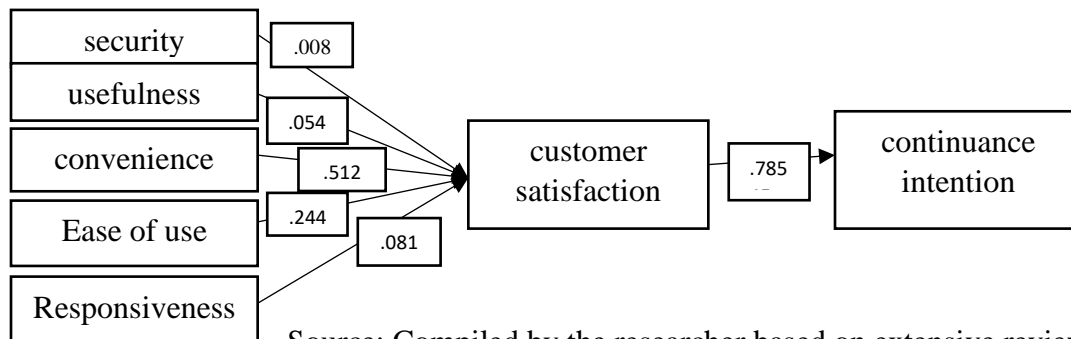 security
.008
usefulness
.054
convenience
.512
Ease of use
.244
Responsiveness
.081
customer
satisfaction
.785
continuance
intention
Source: Compiled by the researcher based on extensive review